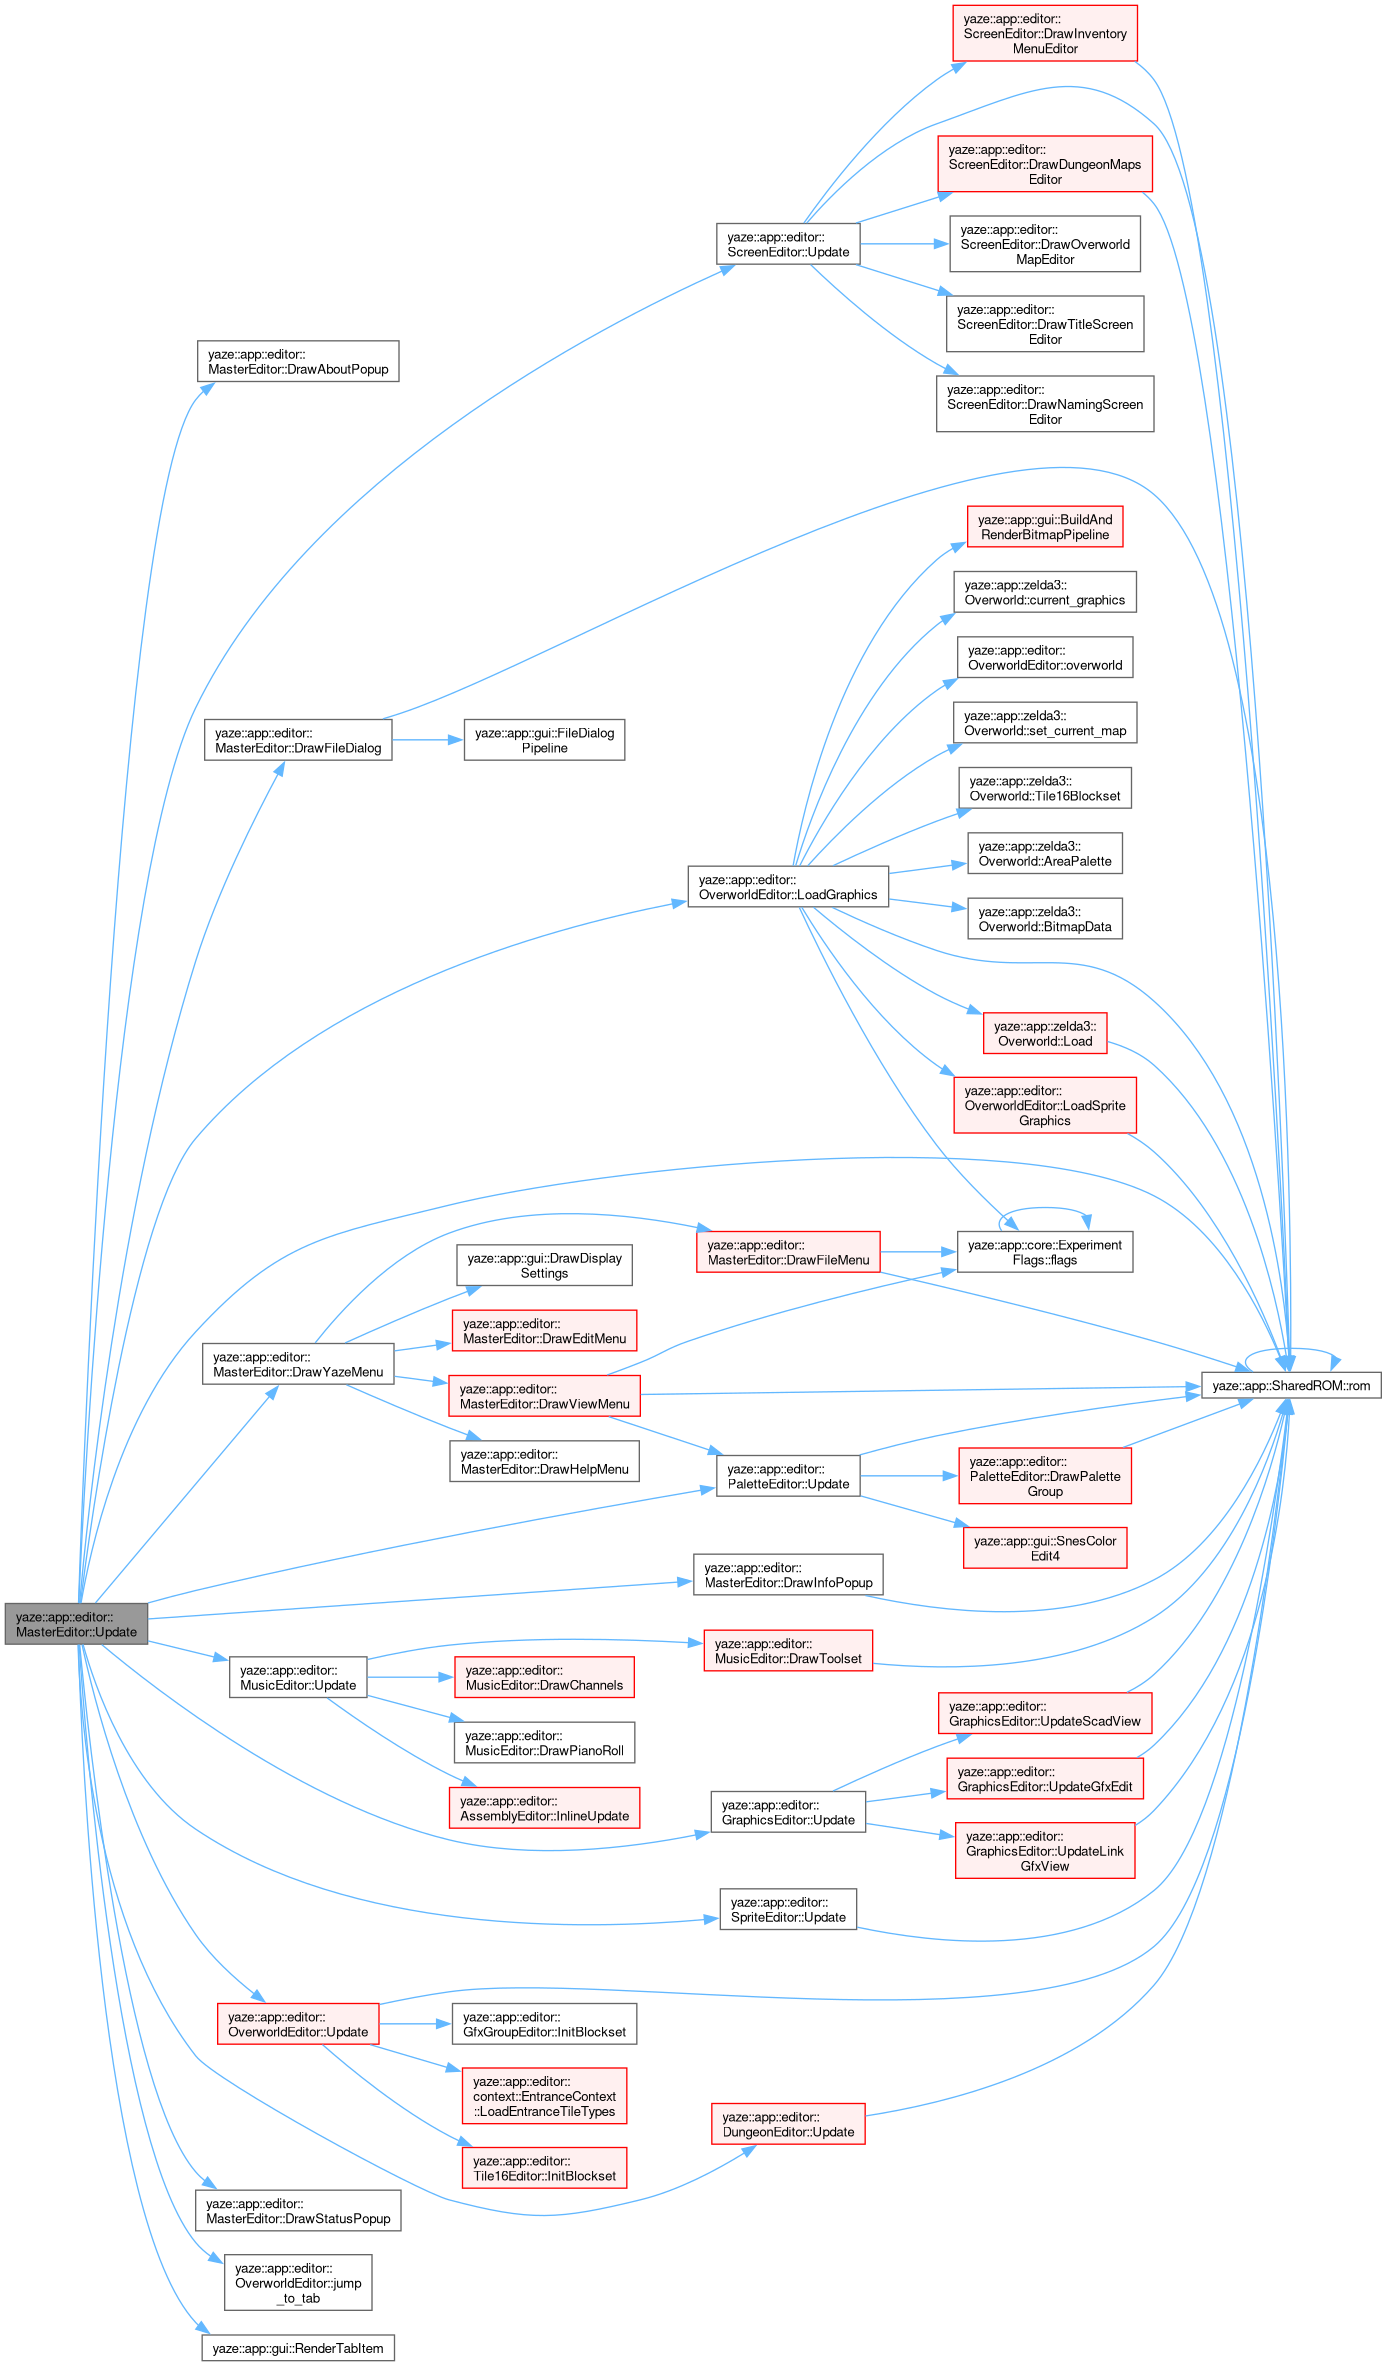 yaze::app::editor::
ScreenEditor::DrawInventory
MenuEditor
yaze::app::editor::
ScreenEditor::DrawDungeonMaps
Editor
yaze::app::editor::
ScreenEditor::Update
yaze::app::editor::
ScreenEditor::DrawOverworld
MapEditor
yaze::app::editor::
ScreenEditor::DrawTitleScreen
Editor
yaze::app::editor::
MasterEditor::DrawAboutPopup
yaze::app::editor::
ScreenEditor::DrawNamingScreen
Editor
yaze::app::gui::BuildAnd
RenderBitmapPipeline
yaze::app::zelda3::
Overworld::current_graphics
yaze::app::editor::
OverworldEditor::overworld
yaze::app::zelda3::
Overworld::set_current_map
yaze::app::editor::
MasterEditor::DrawFileDialog
yaze::app::gui::FileDialog
Pipeline
yaze::app::zelda3::
Overworld::Tile16Blockset
yaze::app::zelda3::
Overworld::AreaPalette
yaze::app::editor::
OverworldEditor::LoadGraphics
yaze::app::zelda3::
Overworld::BitmapData
yaze::app::zelda3::
Overworld::Load
yaze::app::editor::
OverworldEditor::LoadSprite
Graphics
yaze::app::editor::
MasterEditor::DrawFileMenu
yaze::app::core::Experiment
Flags::flags
yaze::app::gui::DrawDisplay
Settings
yaze::app::editor::
MasterEditor::DrawEditMenu
yaze::app::editor::
MasterEditor::DrawYazeMenu
yaze::app::editor::
MasterEditor::DrawViewMenu
yaze::app::SharedROM::rom
yaze::app::editor::
MasterEditor::DrawHelpMenu
yaze::app::editor::
PaletteEditor::Update
yaze::app::editor::
PaletteEditor::DrawPalette
Group
yaze::app::gui::SnesColor
Edit4
yaze::app::editor::
MasterEditor::DrawInfoPopup
yaze::app::editor::
MasterEditor::Update
yaze::app::editor::
MusicEditor::DrawToolset
yaze::app::editor::
MusicEditor::Update
yaze::app::editor::
MusicEditor::DrawChannels
yaze::app::editor::
GraphicsEditor::UpdateScadView
yaze::app::editor::
MusicEditor::DrawPianoRoll
yaze::app::editor::
GraphicsEditor::UpdateGfxEdit
yaze::app::editor::
AssemblyEditor::InlineUpdate
yaze::app::editor::
GraphicsEditor::Update
yaze::app::editor::
GraphicsEditor::UpdateLink
GfxView
yaze::app::editor::
SpriteEditor::Update
yaze::app::editor::
OverworldEditor::Update
yaze::app::editor::
GfxGroupEditor::InitBlockset
yaze::app::editor::
context::EntranceContext
::LoadEntranceTileTypes
yaze::app::editor::
DungeonEditor::Update
yaze::app::editor::
Tile16Editor::InitBlockset
yaze::app::editor::
MasterEditor::DrawStatusPopup
yaze::app::editor::
OverworldEditor::jump
_to_tab
yaze::app::gui::RenderTabItem